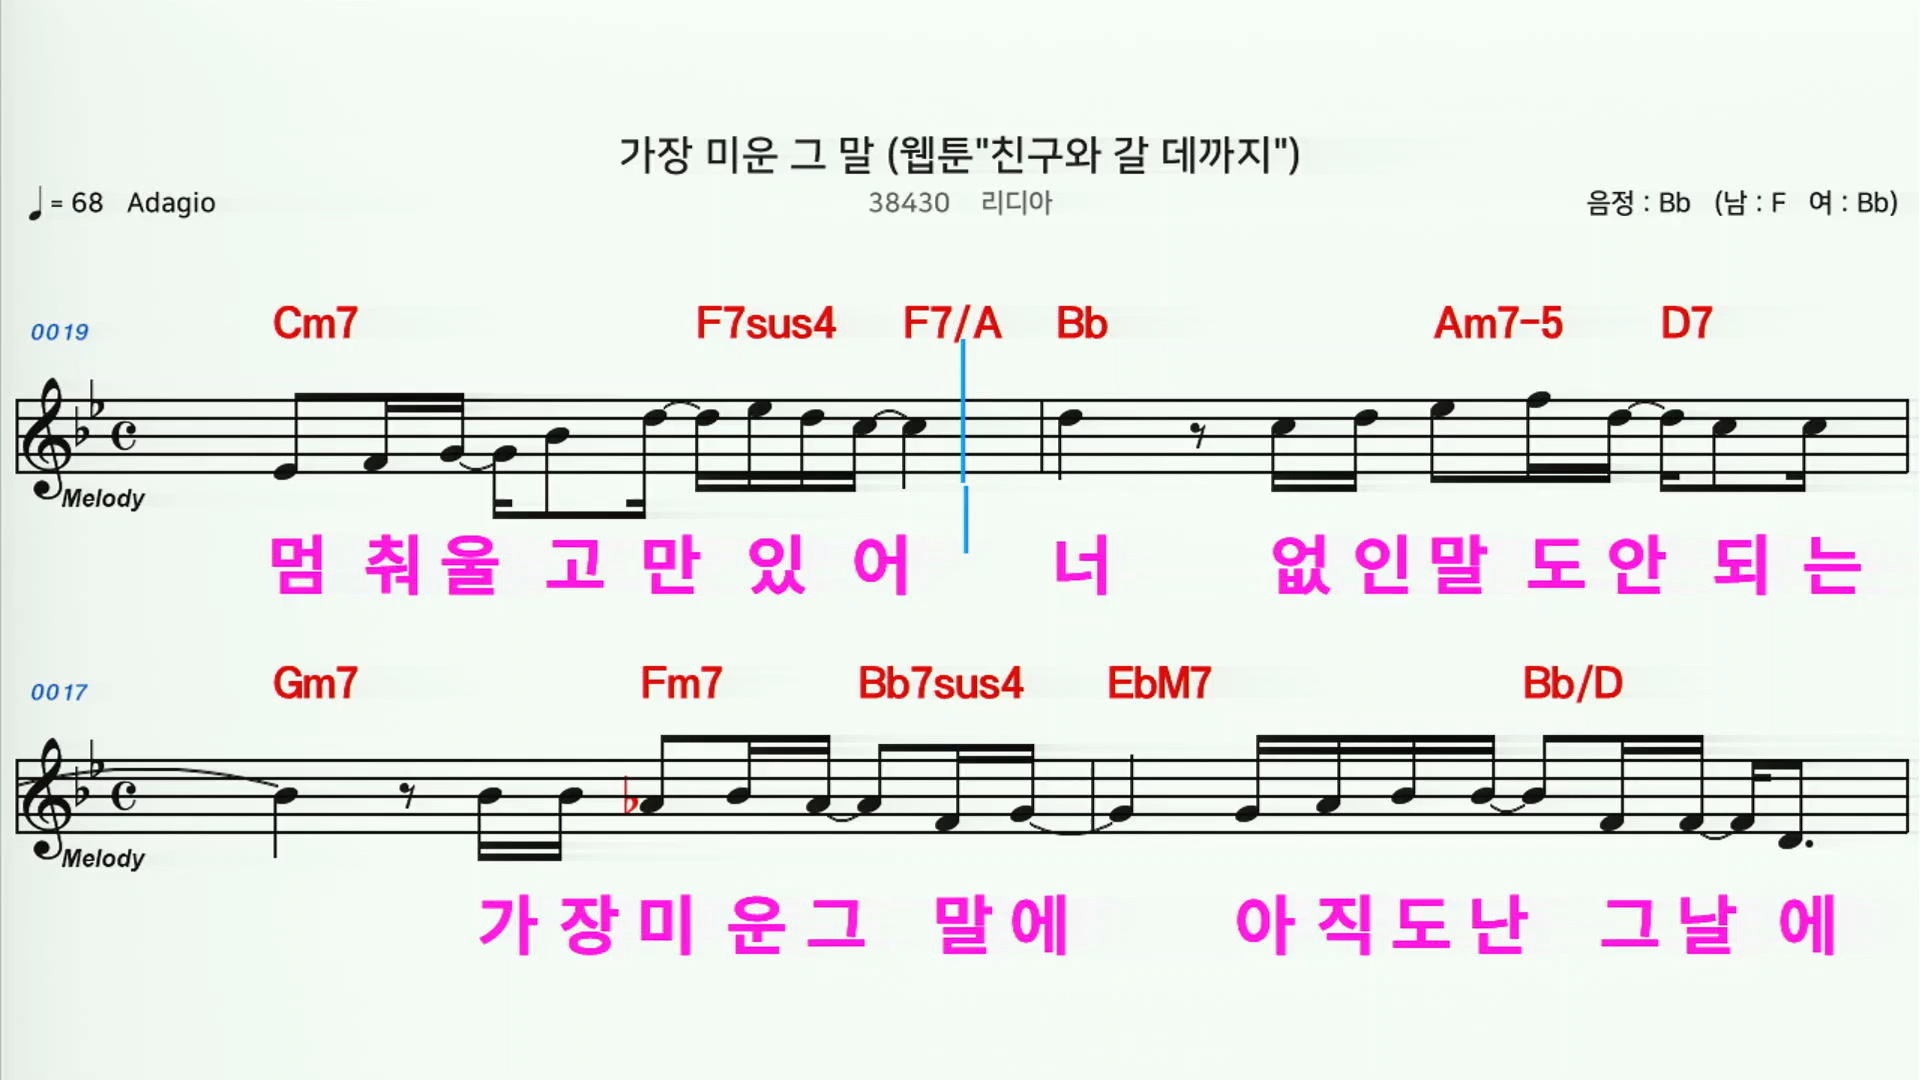 가장 미운 그 말 (웹툰"친구와 갈 데까지")
♩ = 68 Adagio 38430 리디아 음정 : Bb (남 : F 여 : Bb)
0019 Cm7 F7sus4 F7/A Bb Am7-5 D7
Melody
멈 춰 울 고 만 있 어 너 없 인 말 도 안 되 는
0017 Gm7 Fm7 Bb7sus4 EbM7 Bb/D
Melody
가 장 미 운 그 말 에 아 직 도 난 그 날 에